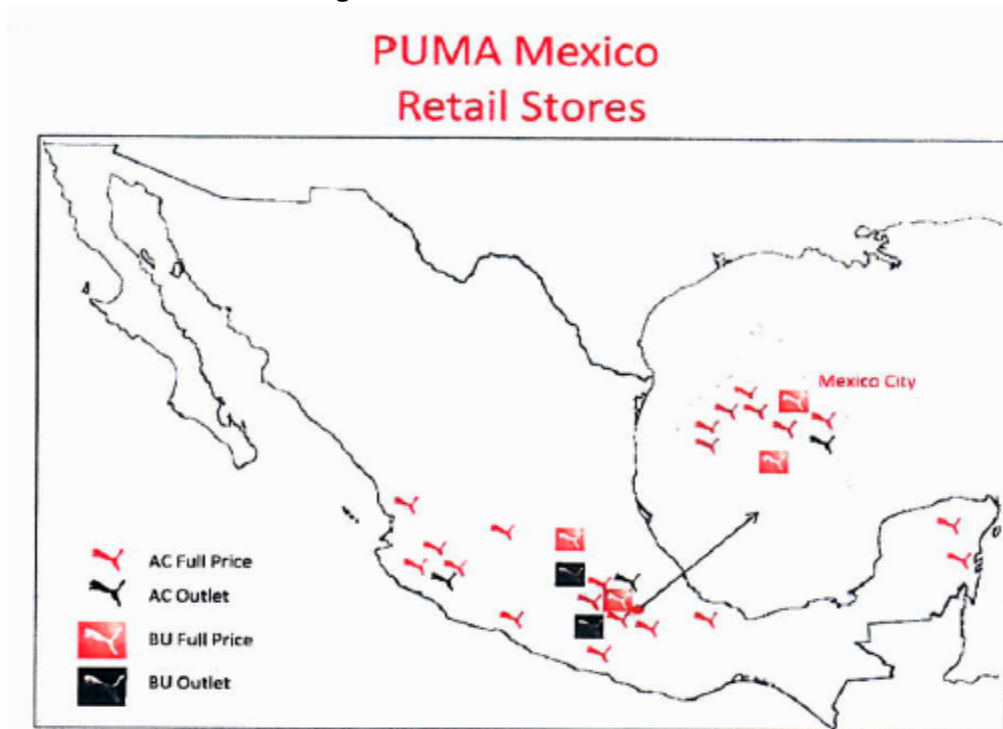 PUMA Mexico
Retail Stores
Mexico City
AC Full Price
AC Outlet
BU Full Price
BU Outlet